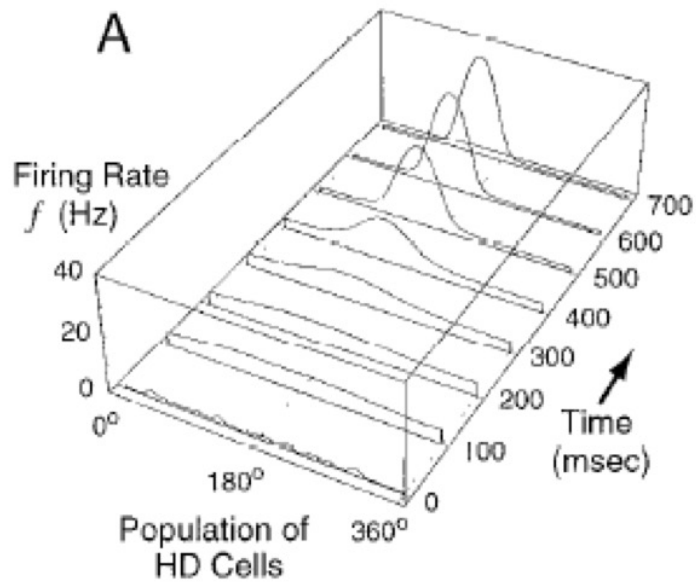 A
Firing Rate
f (Hz)
40
20
0
0°
180°
360°
Population of
HD Cells
0
100
200
300
400
500
600
700
Time
(msec)